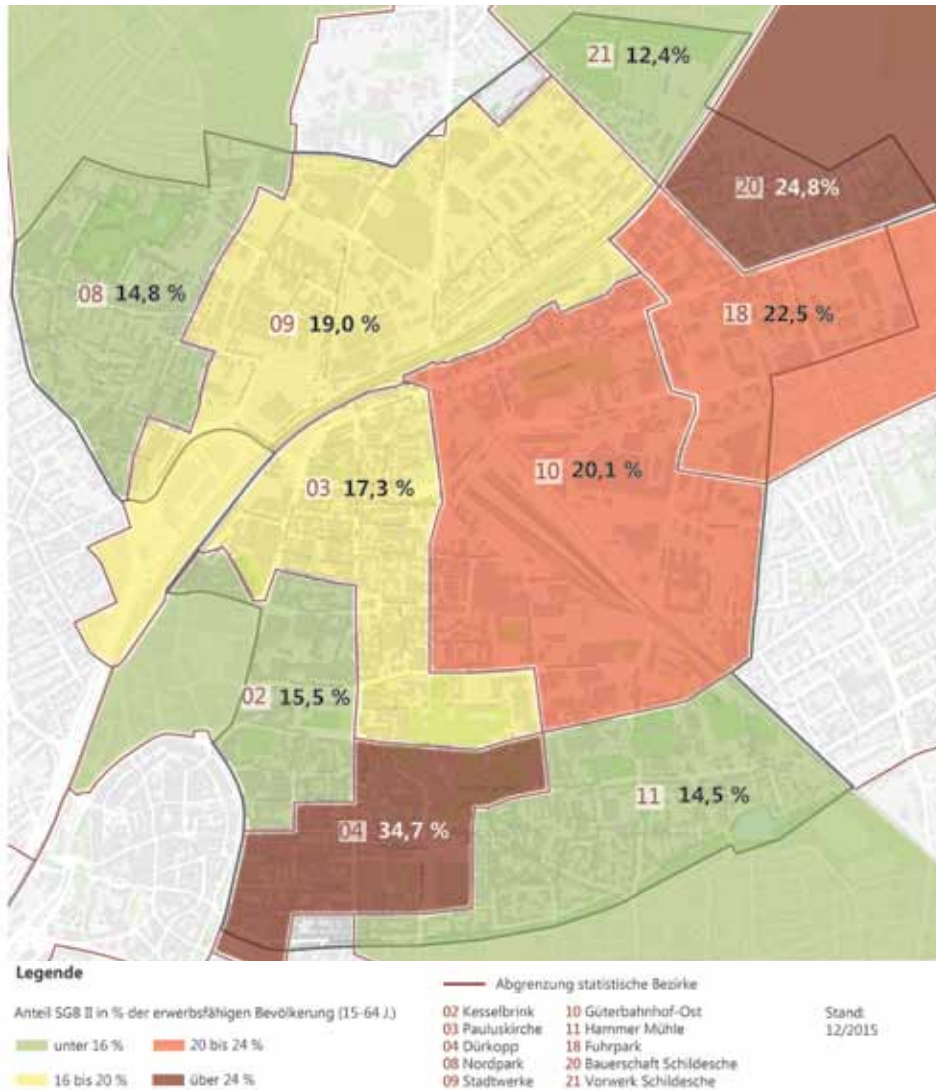 21 12,4%
20 24,8%
08 14,8 %
18 22,5 %
09 19,0 %
10 20,1 %
03 17,3 %
02 15,5 %
11 14,5 %
04 34,7 %
Legende
Anteil SGB II in % der erwerbsfähigen Bevölkerung (15-64 J.)
unter 16 %
20 bis 24 %
16 bis 20 %
über 24 %
Abgrenzung statistische Bezirke
02 Kesselbrink
03 Pauluskirche
04 Dürkopp
08 Nordpark
09 Stadtwerke
10 Güterbahnhof-Ost
11 Hammer Mühle
18 Fuhrpark
20 Bauerschaft Schildesche
21 Vorwerk Schildesche
Stand:
12/2015